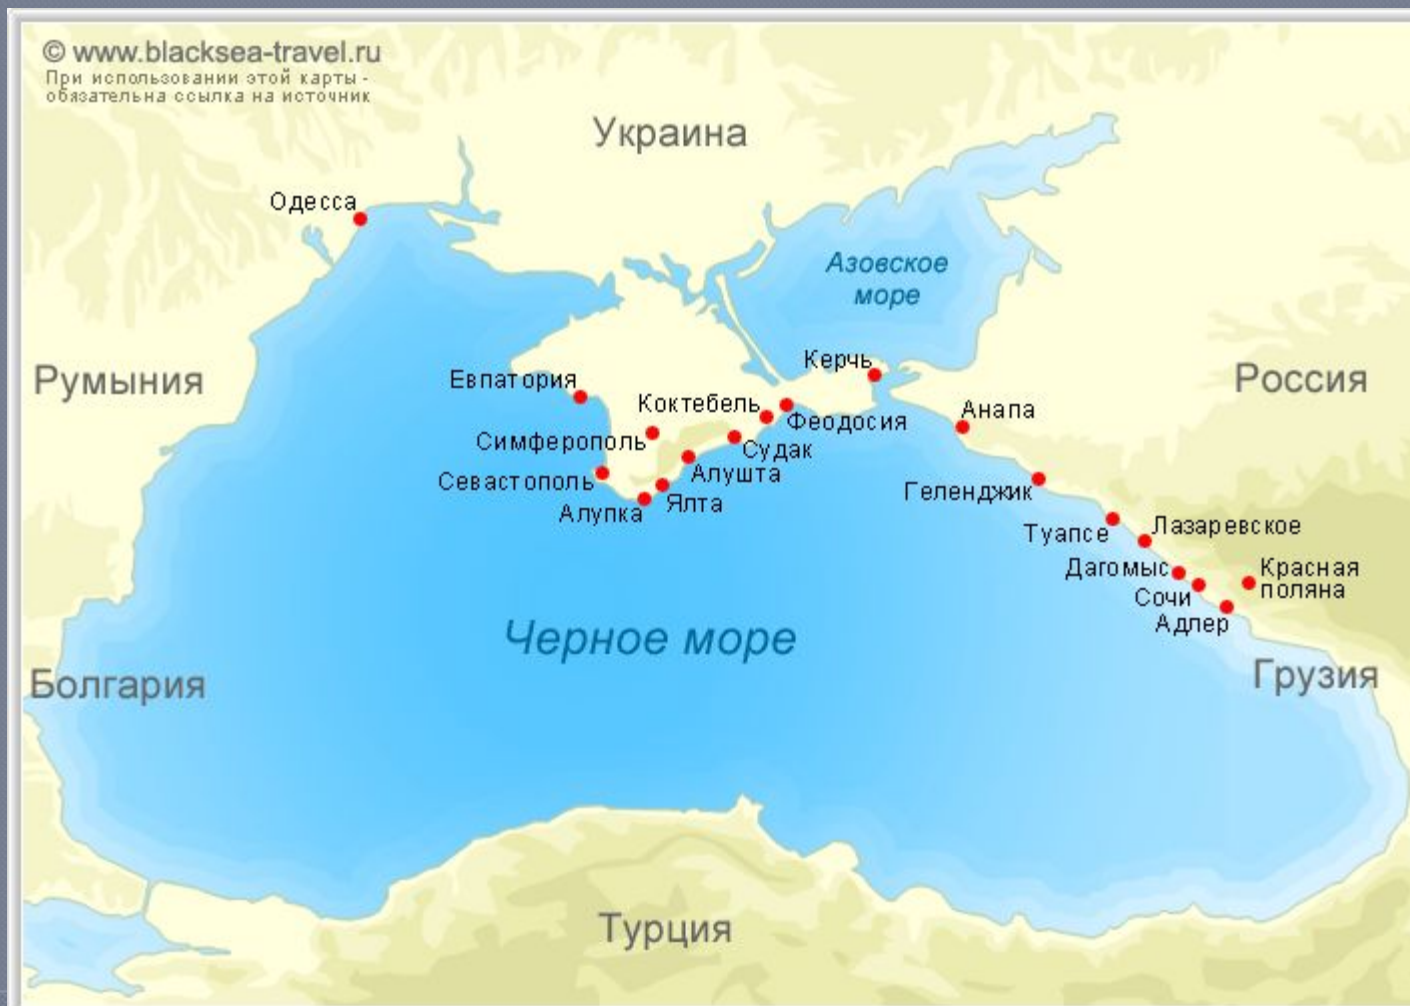 © www.blacksea-travel.ru
При использовании этой карты -
обязательна ссылка на источник
Украина
Одесса
Азовское
море
Румыния
Россия
Керчь
Евпатория
Коктебель
Феодосия
Анапа
Симферополь
Судак
Севастополь
Алушта
Геленджик
Алупка
Ялта
Туапсе
Лазаревское
Дагомыс
Красная
поляна
Сочи
Адлер
Черное море
Болгария
Грузия
Турция